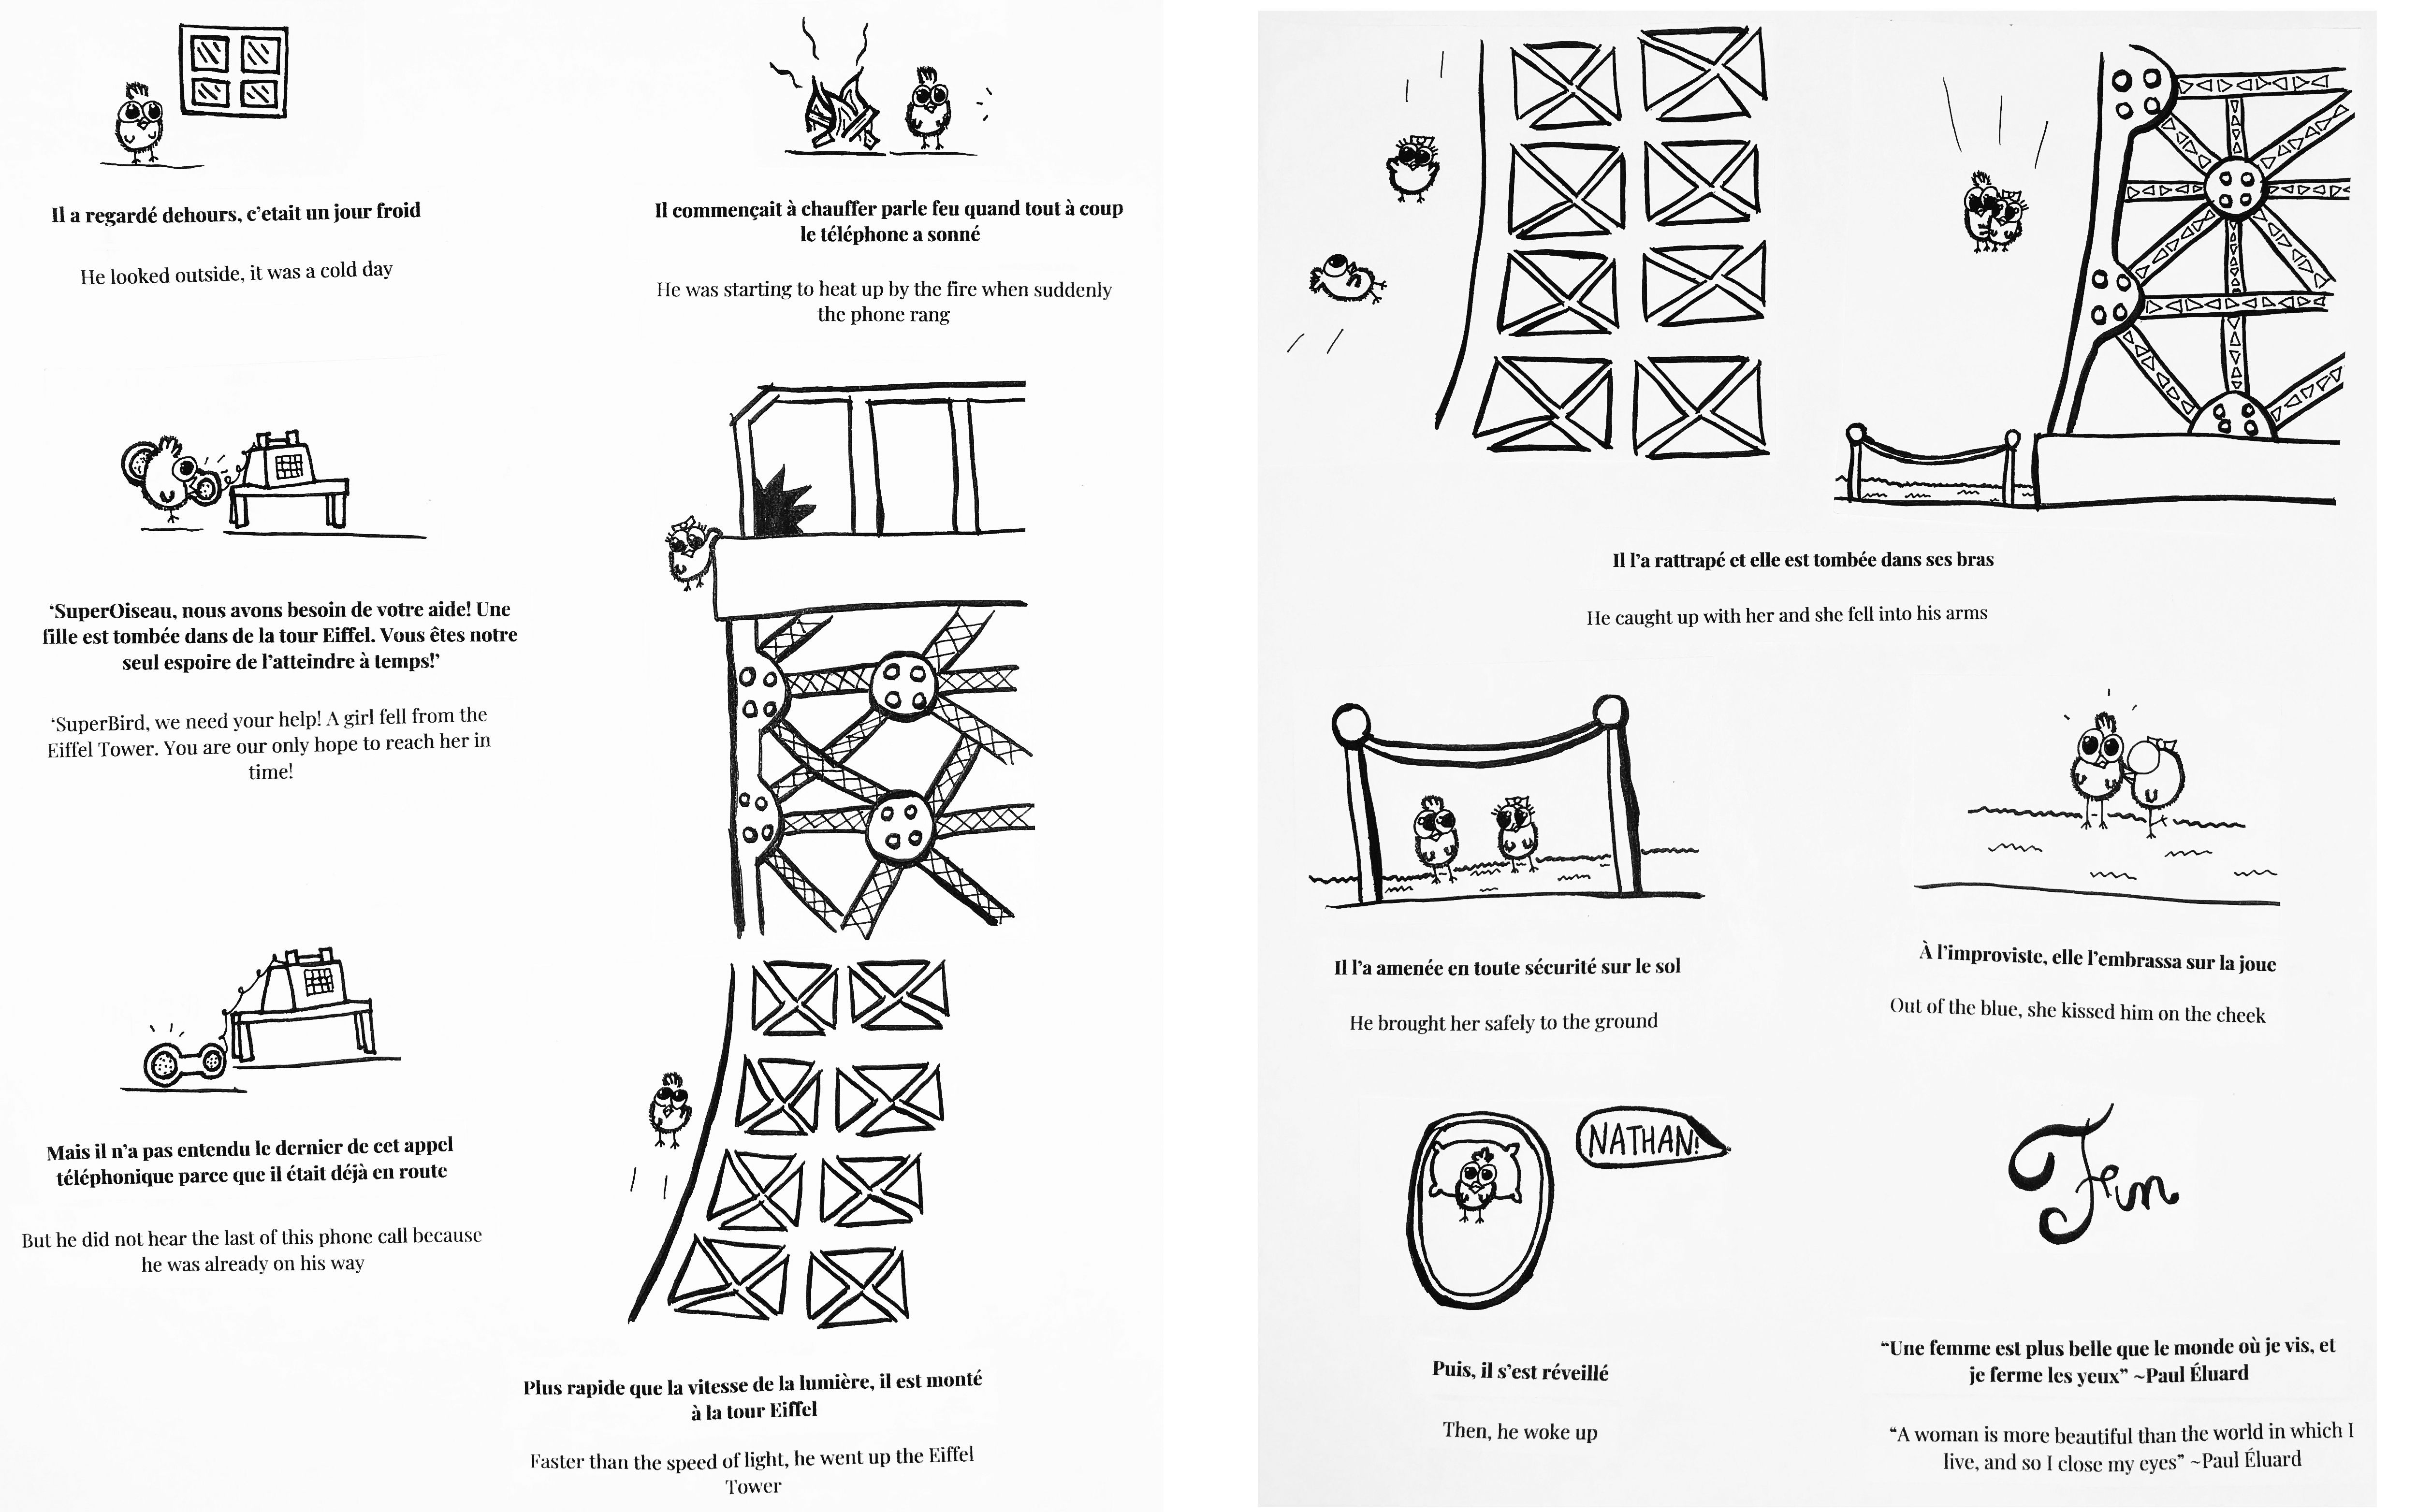 Il a regardé dehours, c'etait un jour froid
He looked outside, it was a cold day
Il commençait à chauffer parle feu quand tout à coup
le téléphone a sonné
He was starting to heat up by the fire when suddenly
the phone rang
'SuperOiseau, nous avons besoin de votre aide! Une
fille est tombée dans de la tour Eiffel. Vous êtes notre
seul espoire de l'atteindre à temps!'
'SuperBird, we need your help! A girl fell from the
Eiffel Tower. You are our only hope to reach her in
time!
Mais il n'a pas entendu le dernier de cet appel
téléphonique parce que il était déjà en route
But he did not hear the last of this phone call because
he was already on his way
Plus rapide que la vitesse de la lumière, il est monté
à la tour Eiffel
Faster than the speed of light, he went up the Eiffel
Tower
Il l'a rattrapé et elle est tombée dans ses bras
He caught up with her and she fell into his arms
Il l'a amenée en toute sécurité sur le sol
He brought her safely to the ground
À l'improviste, elle l'embrassa sur la joue
Out of the blue, she kissed him on the cheek
NATHAN!
Puis, il s'est réveillé
Then, he woke up
Fin
"Une femme est plus belle que le monde où je vis, et
je ferme les yeux" ~Paul Éluard
"A woman is more beautiful than the world in which I
live, and so I close my eyes" ~Paul Éluard